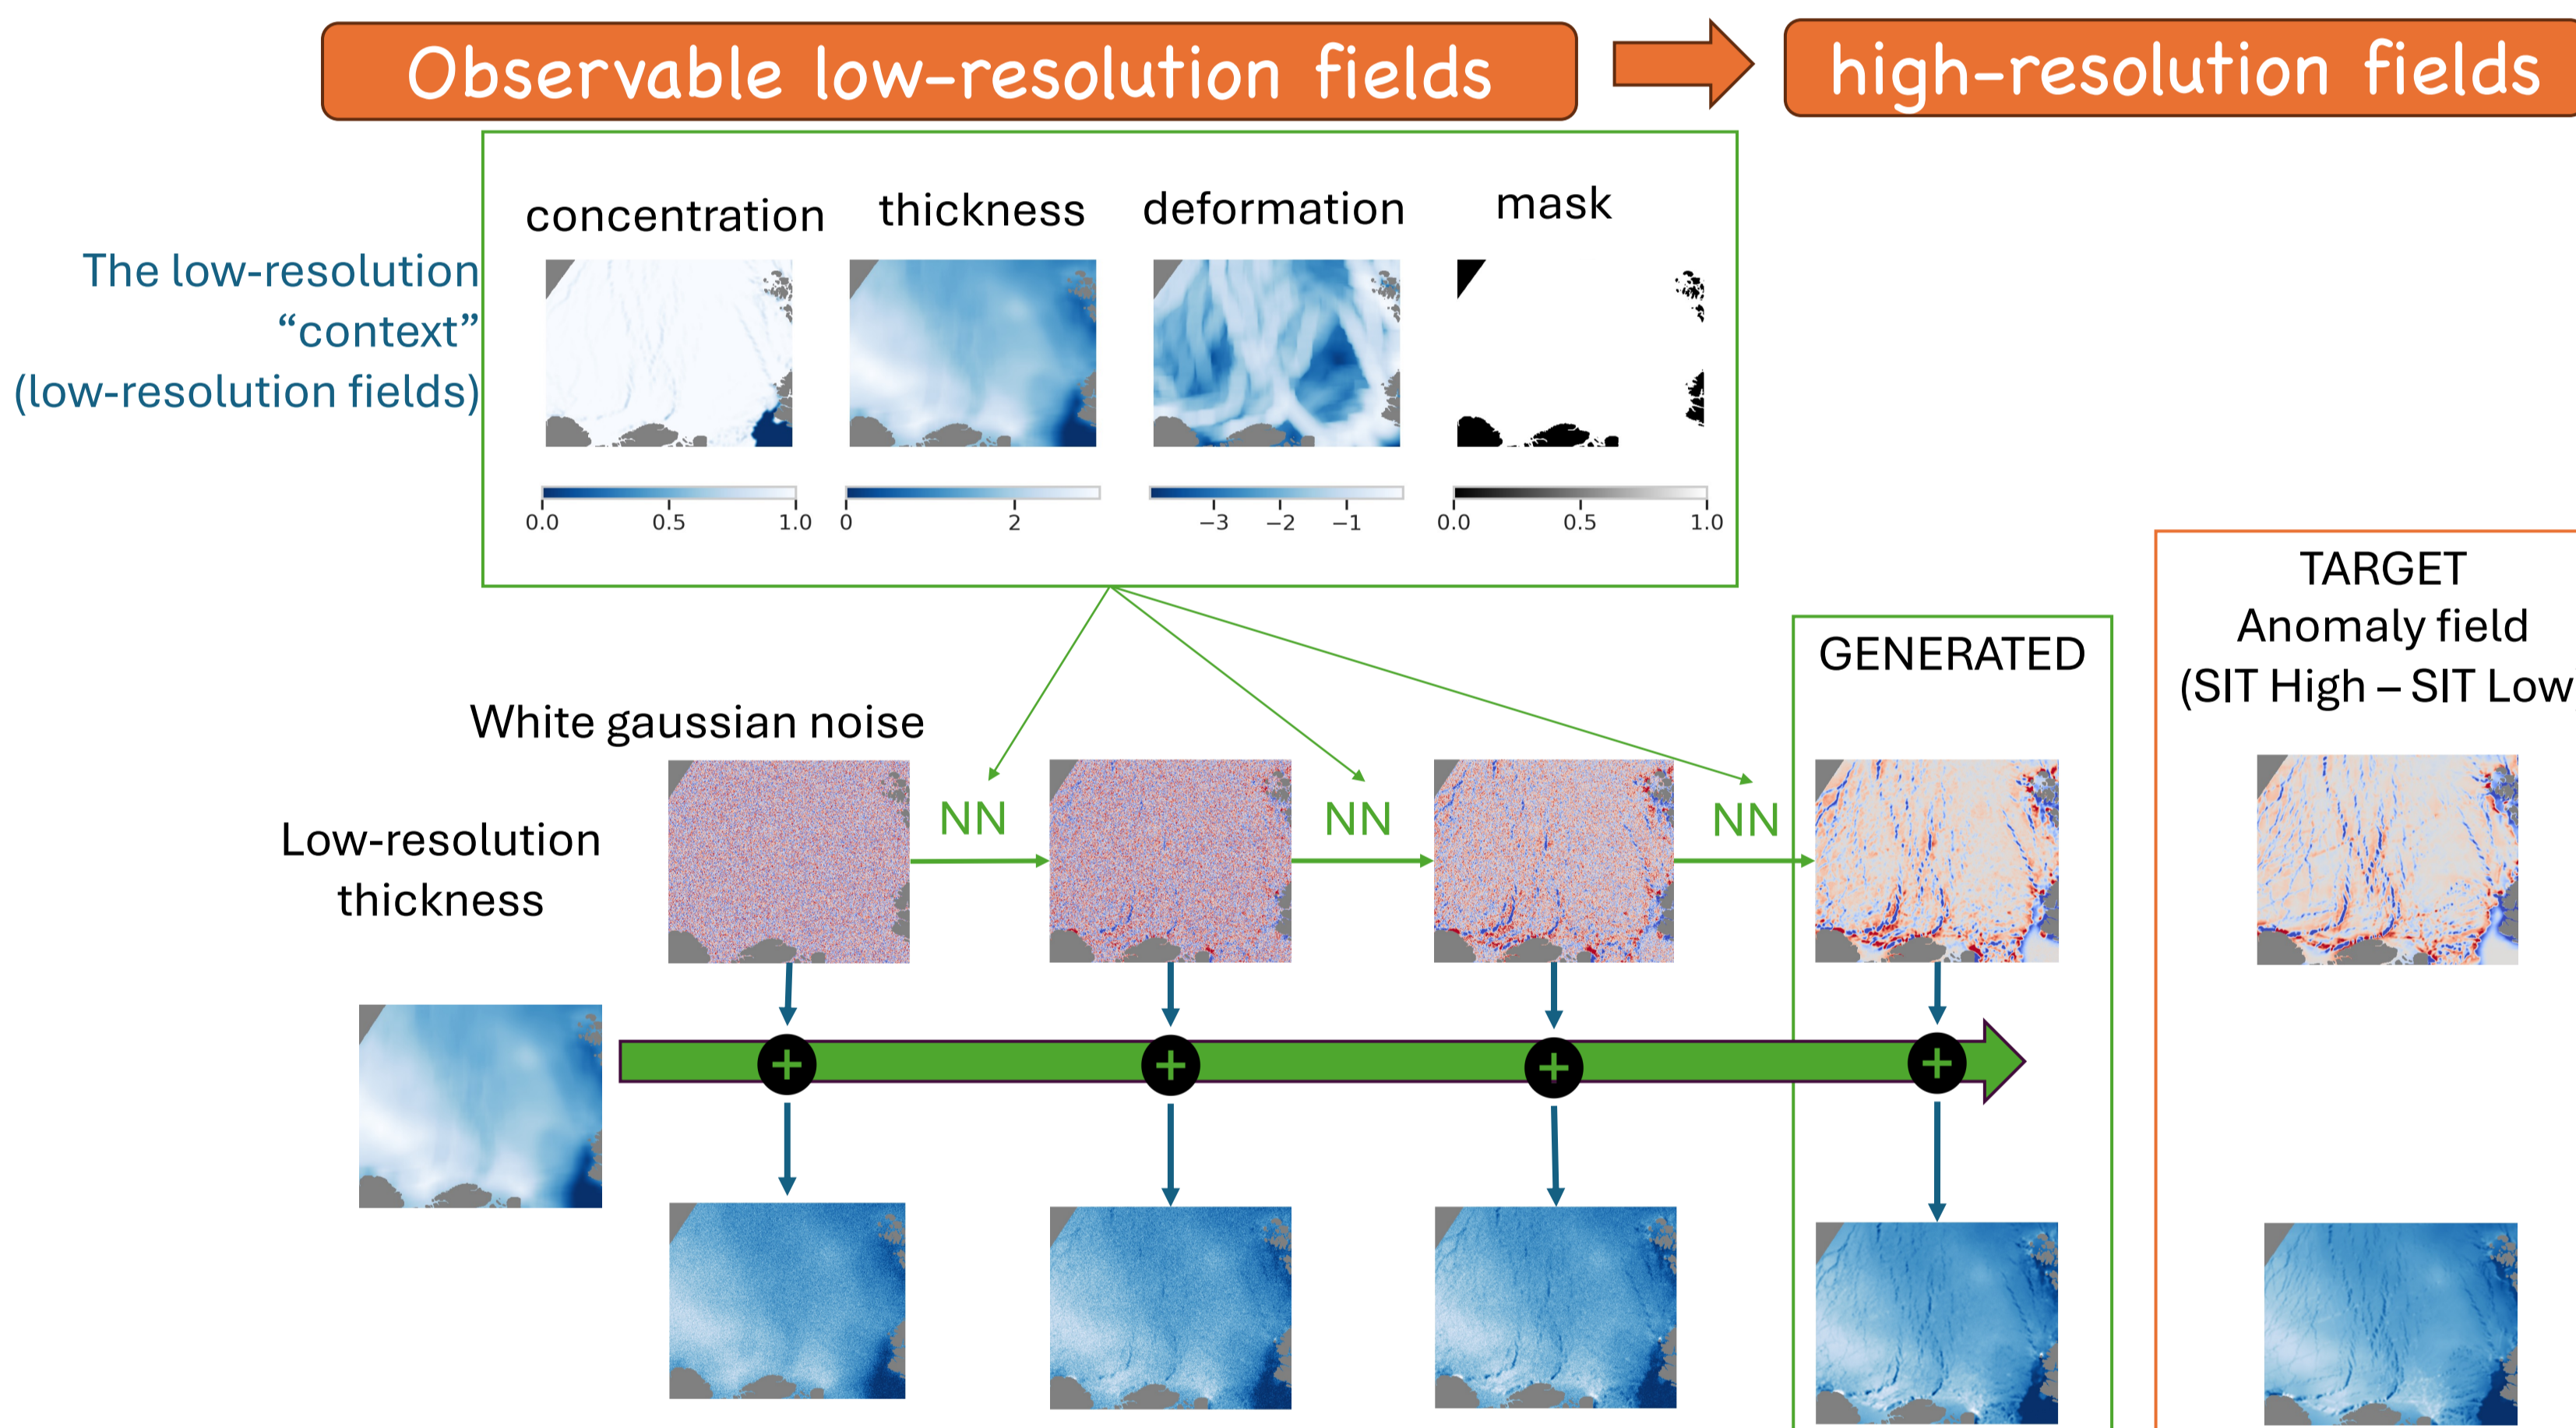 Observable low-resolution fields
high-resolution fields
concentration
thickness
deformation
mask
The low-resolution
“context”
(low-resolution fields)
0.0 0.5 1.0
0 2
−3 −2 −1
0.0 0.5 1.0
TARGET
Anomaly field
(SIT High – SIT Low
GENERATED
White gaussian noise
NN
NN
NN
Low-resolution
thickness
+
+
+
+